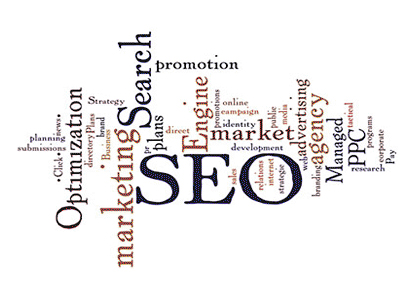 promotion
Search
Strategy
Engine
promotions
online
campaign
public
media
advertising
tactical
news
Plans
brand
plans
direct
identity
market
agency
Managed
PPC
programs
planning
submissions
Click
Optimization
directory
Business
marketing
pr
development
web
corporate
Pay
research
SEO
sales
relations
internet
strategic
branding